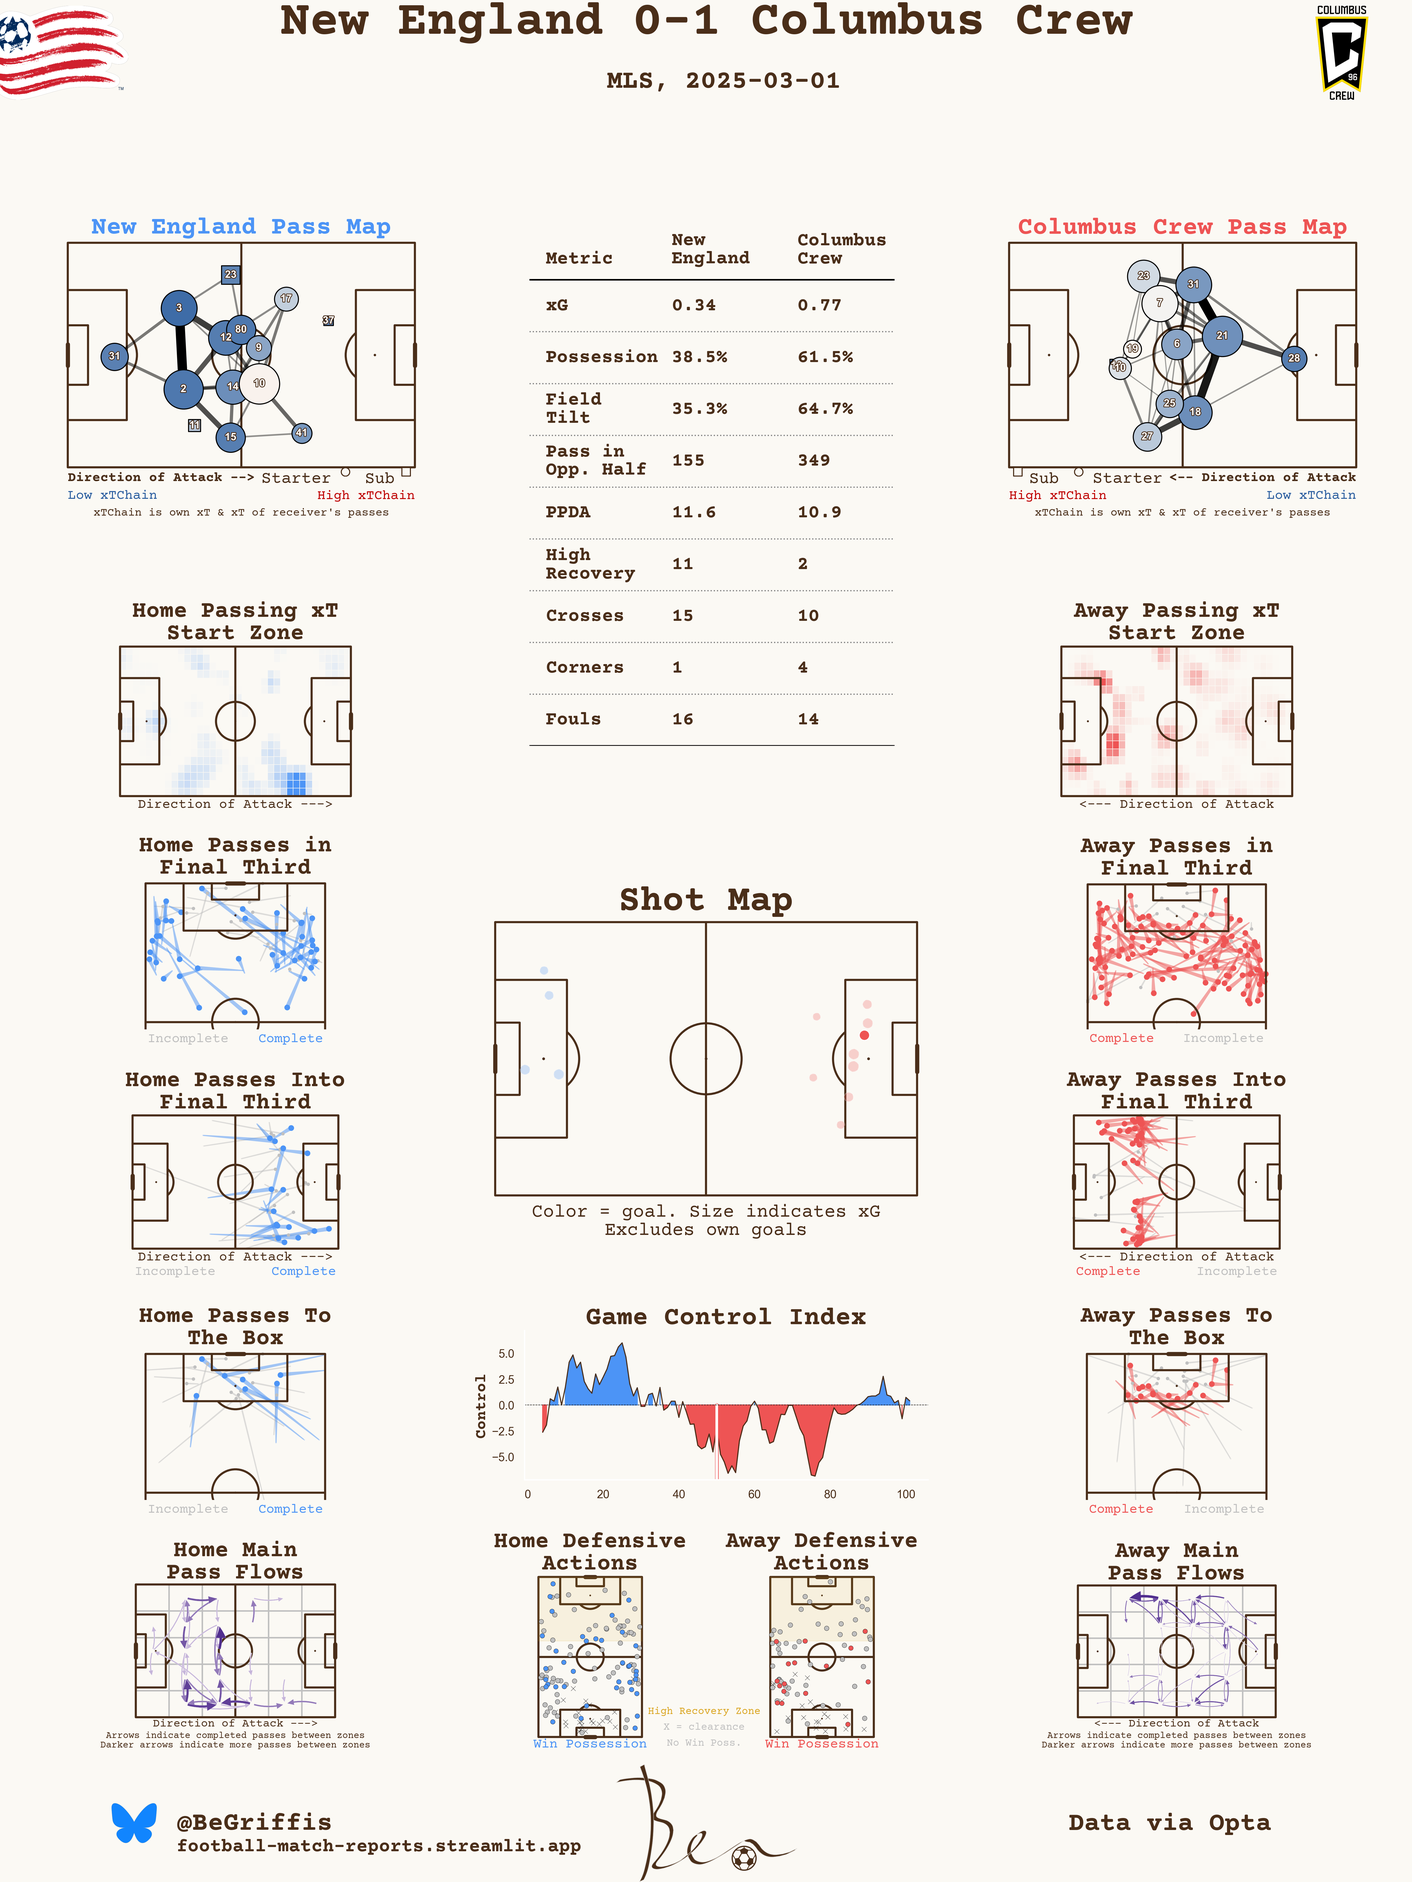 New England 0-1 Columbus Crew
MLS, 2025-03-01
COLUMBUS
96
CREW
TM
New England Pass Map
23
3
17
37
12
80
9
31
2
14
10
11
15
41
Direction of Attack --> Starter Sub
Low xTChain High xTChain
xTChain is own xT & xT of receiver's passes
Metric New England Columbus Crew
xG 0.34 0.77
Possession 38.5% 61.5%
Field Tilt 35.3% 64.7%
Pass in Opp. Half 155 349
PPDA 11.6 10.9
High Recovery 11 2
Crosses 15 10
Corners 1 4
Fouls 16 14
Columbus Crew Pass Map
23
31
7
21
19
6
28
10
25
18
27
Sub Starter <-- Direction of Attack
High xTChain Low xTChain
xTChain is own xT & xT of receiver's passes
Home Passing xT
Start Zone
Direction of Attack --->
Away Passing xT
Start Zone
<--- Direction of Attack
Home Passes in
Final Third
Incomplete Complete
Away Passes in
Final Third
Complete Incomplete
Shot Map
Color = goal. Size indicates xG
Excludes own goals
Home Passes Into
Final Third
Direction of Attack --->
Incomplete Complete
Away Passes Into
Final Third
<--- Direction of Attack
Complete Incomplete
Home Passes To
The Box
Incomplete Complete
Game Control Index
Control
5.0
2.5
0.0
−2.5
−5.0
0 20 40 60 80 100
Away Passes To
The Box
Complete Incomplete
Home Main
Pass Flows
Direction of Attack --->
Arrows indicate completed passes between zones
Darker arrows indicate more passes between zones
Home Defensive
Actions
Win Possession
Away Defensive
Actions
Win Possession
High Recovery Zone
X = clearance
No Win Poss.
Away Main
Pass Flows
<--- Direction of Attack
Arrows indicate completed passes between zones
Darker arrows indicate more passes between zones
@BeGriffis
football-match-reports.streamlit.app
Ben
Data via Opta